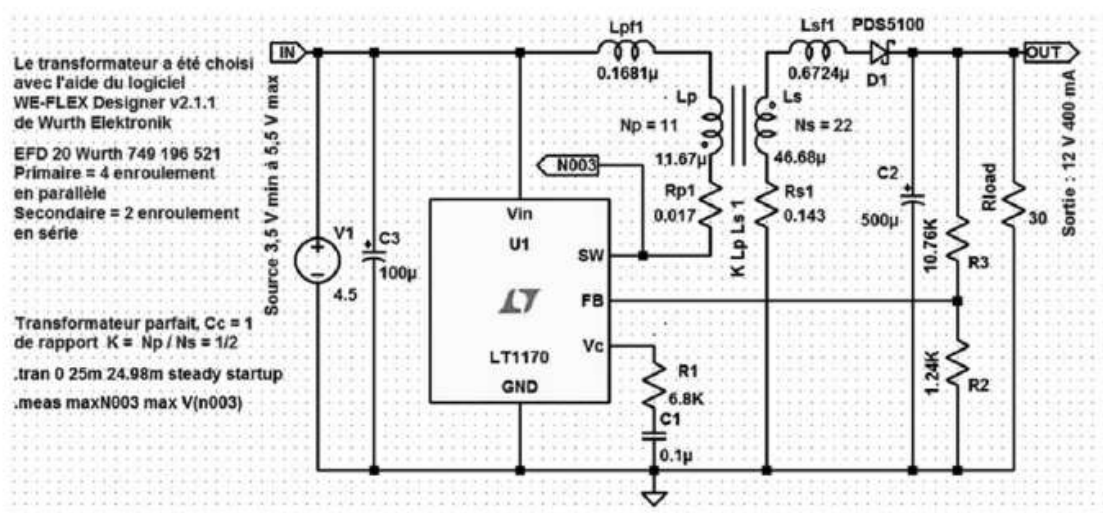 Le transformateur a été choisi
avec l'aide du logiciel
WE-FLEX Designer v2.1.1
de Wurth Elektronik
EFD 20 Wurth 749 196 521
Primaire = 4 enroulement
en parallèle
Secondaire = 2 enroulement
en série
Transformateur parfait, Cc = 1
de rapport K = Np / Ns = 1/2
.tran 0 25m 24.98m steady startup
.meas maxN003 max V(n003)
Source 3,5 V min à 5,5 V max
IN
V1
4.5
C3
100µ
Vin
U1
SW
FB
Vc
LT1170
GND
N003
Lpf1
0.1681µ
Lp
Np = 11
11.67µ
Rp1
0.017
K Lp Ls 1
Lsf1
0.6724µ
Ls
Ns = 22
46.68µ
Rs1
0.143
PDS5100
D1
R1
6.8K
C1
0.1µ
C2
500µ
10.76K
R3
1.24K
R2
Rload
30
OUT
Sortie : 12 V 400 mA